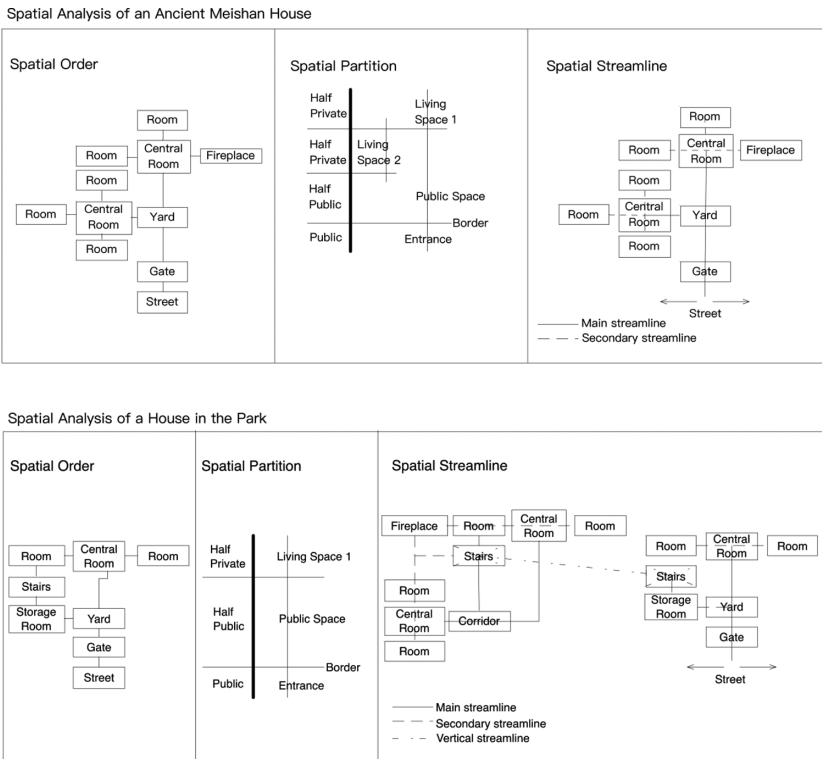 Spatial Analysis of an Ancient Meishan House
Spatial Order
Room
Central
Room
Room
Fireplace
Room
Room
Central
Room
Yard
Room
Gate
Street
Spatial Partition
Half
Private
Living
Space 1
Half
Private
Living
Space 2
Half
Public
Public Space
Border
Public
Entrance
Spatial Streamline
Room
Room
Central
Room
Fireplace
Room
Room
Central
Room
Yard
Room
Gate
Street
Main streamline
Secondary streamline
Spatial Analysis of a House in the Park
Spatial Order
Room
Central
Room
Room
Stairs
Storage
Room
Yard
Gate
Street
Spatial Partition
Half
Private
Living Space 1
Half
Public
Public Space
Border
Public
Entrance
Spatial Streamline
Fireplace
Room
Central
Room
Room
Stairs
Room
Central
Room
Corridor
Room
Room
Central
Room
Room
Stairs
Storage
Room
Yard
Gate
Street
Main streamline
Secondary streamline
Vertical streamline